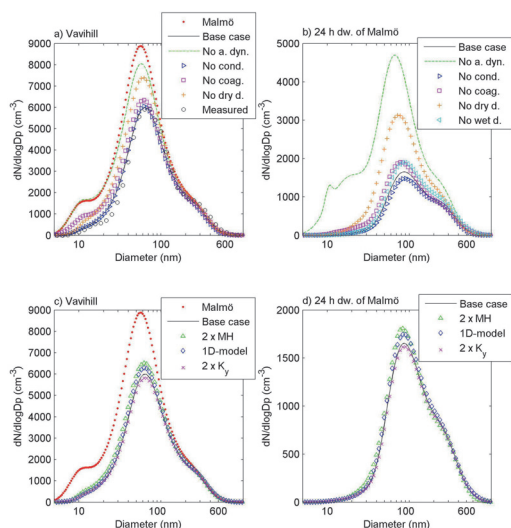 a) Vavihill
Malmö
Base case
No a. dyn.
No cond.
No coag.
No dry d.
Measured
dN/dlogDp (cm-3)
9000
8000
7000
6000
5000
4000
3000
2000
1000
0
10
100
600
Diameter (nm)
b) 24 h dw. of Malmö
Base case
No a. dyn.
No cond.
No coag.
No dry d.
No wet d.
dN/dlogDp (cm-3)
5000
4000
3000
2000
1000
0
10
100
600
Diameter (nm)
c) Vavihill
Malmö
Base case
2 x MH
1D-model
2 x Ky
dN/dlogDp (cm-3)
9000
8000
7000
6000
5000
4000
3000
2000
1000
0
10
100
600
Diameter (nm)
d) 24 h dw. of Malmö
Base case
2 x MH
1D-model
2 x Ky
dN/dlogDp (cm-3)
2000
1500
1000
500
0
10
100
600
Diameter (nm)